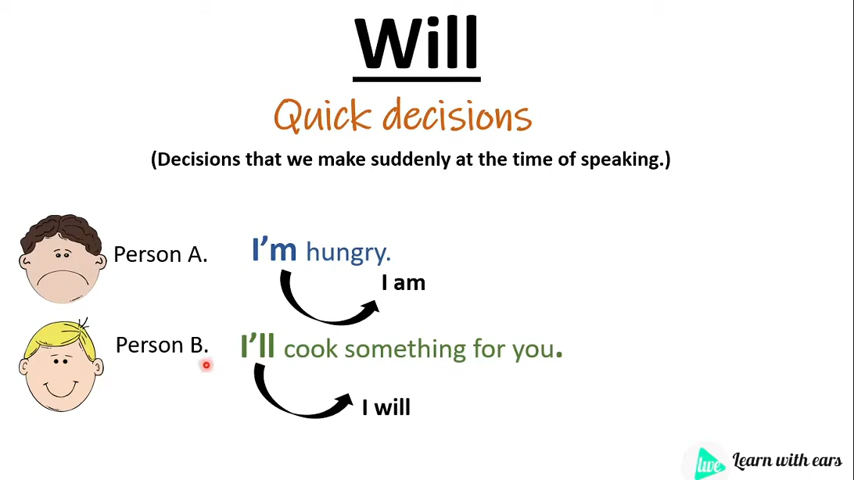 Will
Quick decisions
(Decisions that we make suddenly at the time of speaking.)
Person A. I'm hungry.
I am
Person B. I'll cook something for you.
I will
live Learn with ears